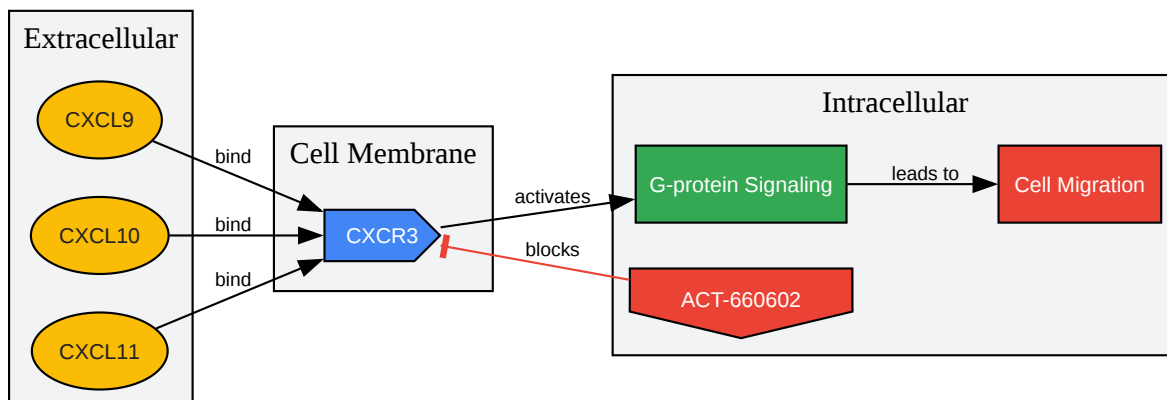 Extracellular
CXCL9
CXCL10
CXCL11
bind
bind
bind
Cell Membrane
CXCR3
activates
blocks
Intracellular
G-protein Signaling
leads to
Cell Migration
ACT-660602